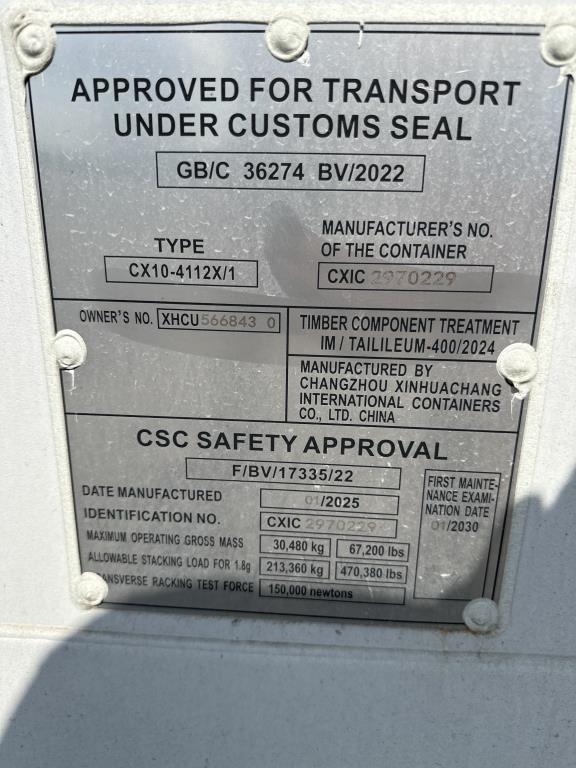 APPROVED FOR TRANSPORT
UNDER CUSTOMS SEAL
GB/C 36274 BV/2022
TYPE
CX10-4112X/1
MANUFACTURER'S NO.
OF THE CONTAINER
CXIC 2970229
OWNER'S NO. XHCU 566843 0
TIMBER COMPONENT TREATMENT
IM / TAILILEUM-400/2024
MANUFACTURED BY
CHANGZHOU XINHUACHANG
INTERNATIONAL CONTAINERS
CO., LTD. CHINA
CSC SAFETY APPROVAL
F/BV/17335/22
DATE MANUFACTURED 01/2025
IDENTIFICATION NO. CXIC 2970229
MAXIMUM OPERATING GROSS MASS 30,480 kg 67,200 lbs
ALLOWABLE STACKING LOAD FOR 1.8g 213,360 kg 470,380 lbs
TRANSVERSE RACKING TEST FORCE 150,000 newtons
FIRST MAINTE-
NANCE EXAMI-
NATION DATE
01/2030